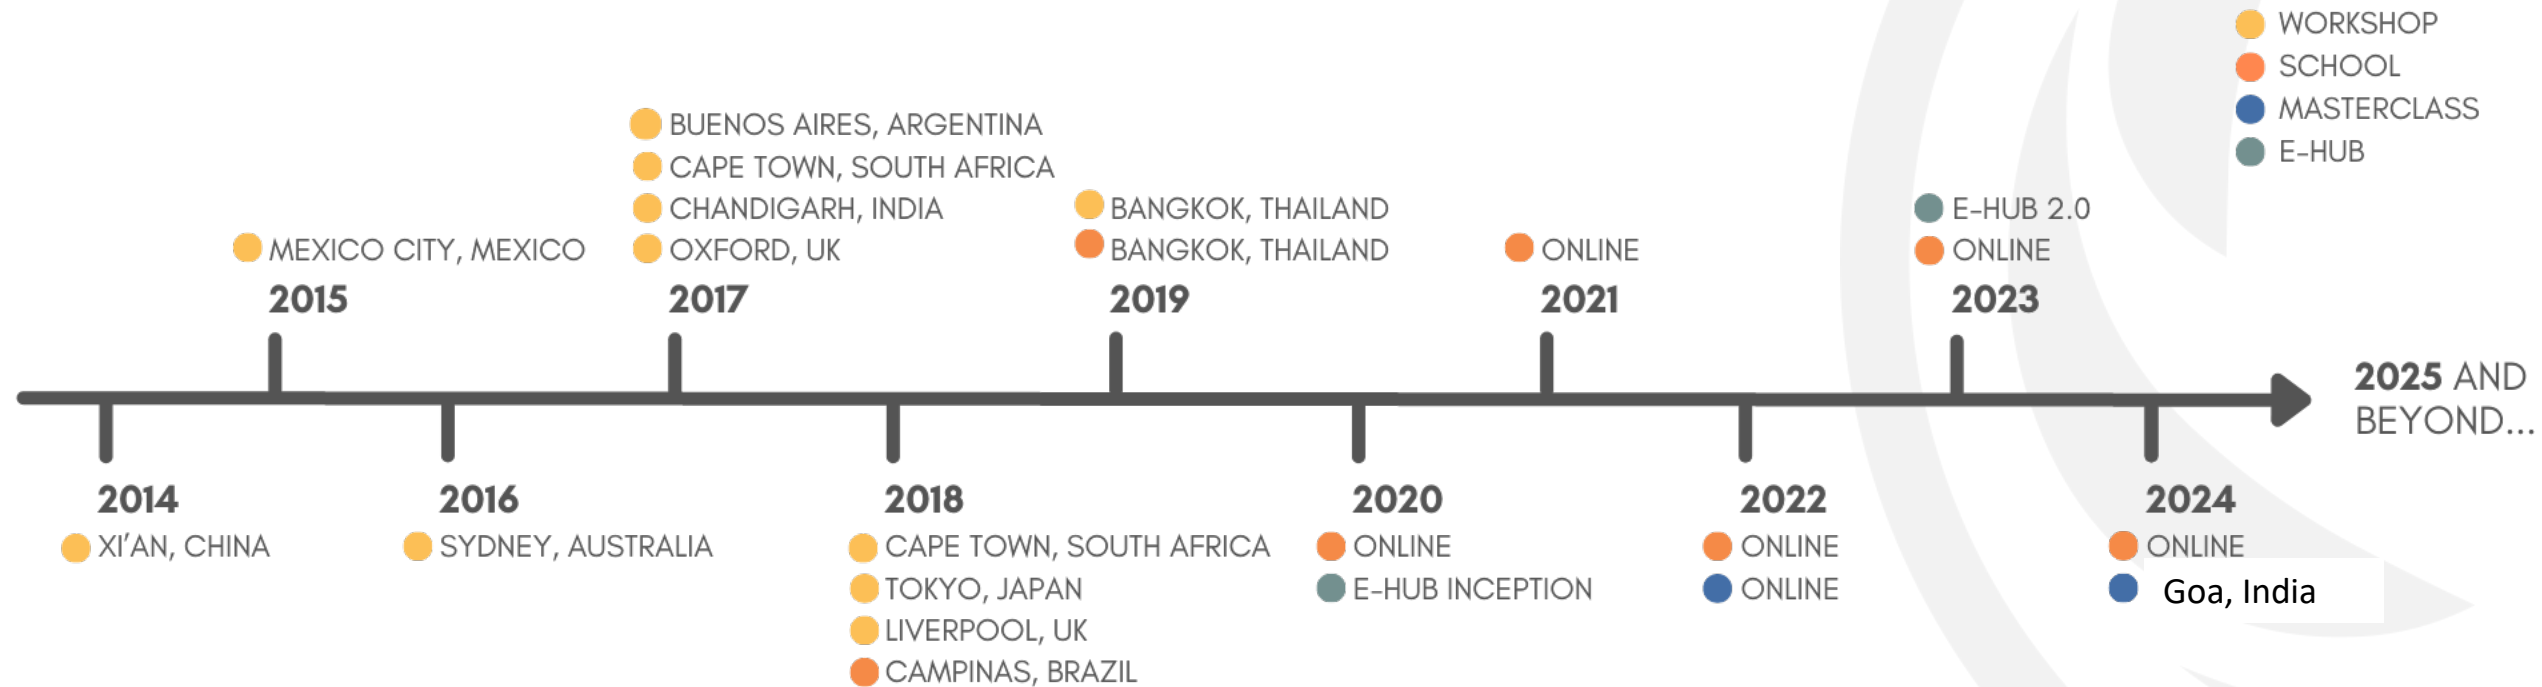 WORKSHOP
SCHOOL
MASTERCLASS
E-HUB
MEXICO CITY, MEXICO
2015
BUENOS AIRES, ARGENTINA
CAPE TOWN, SOUTH AFRICA
CHANDIGARH, INDIA
OXFORD, UK
2017
BANGKOK, THAILAND
BANGKOK, THAILAND
2019
ONLINE
2021
E-HUB 2.0
ONLINE
2023
2025 AND
BEYOND...
2014
XI'AN, CHINA
2016
SYDNEY, AUSTRALIA
2018
CAPE TOWN, SOUTH AFRICA
TOKYO, JAPAN
LIVERPOOL, UK
CAMPINAS, BRAZIL
2020
ONLINE
E-HUB INCEPTION
2022
ONLINE
ONLINE
2024
ONLINE
Goa, India